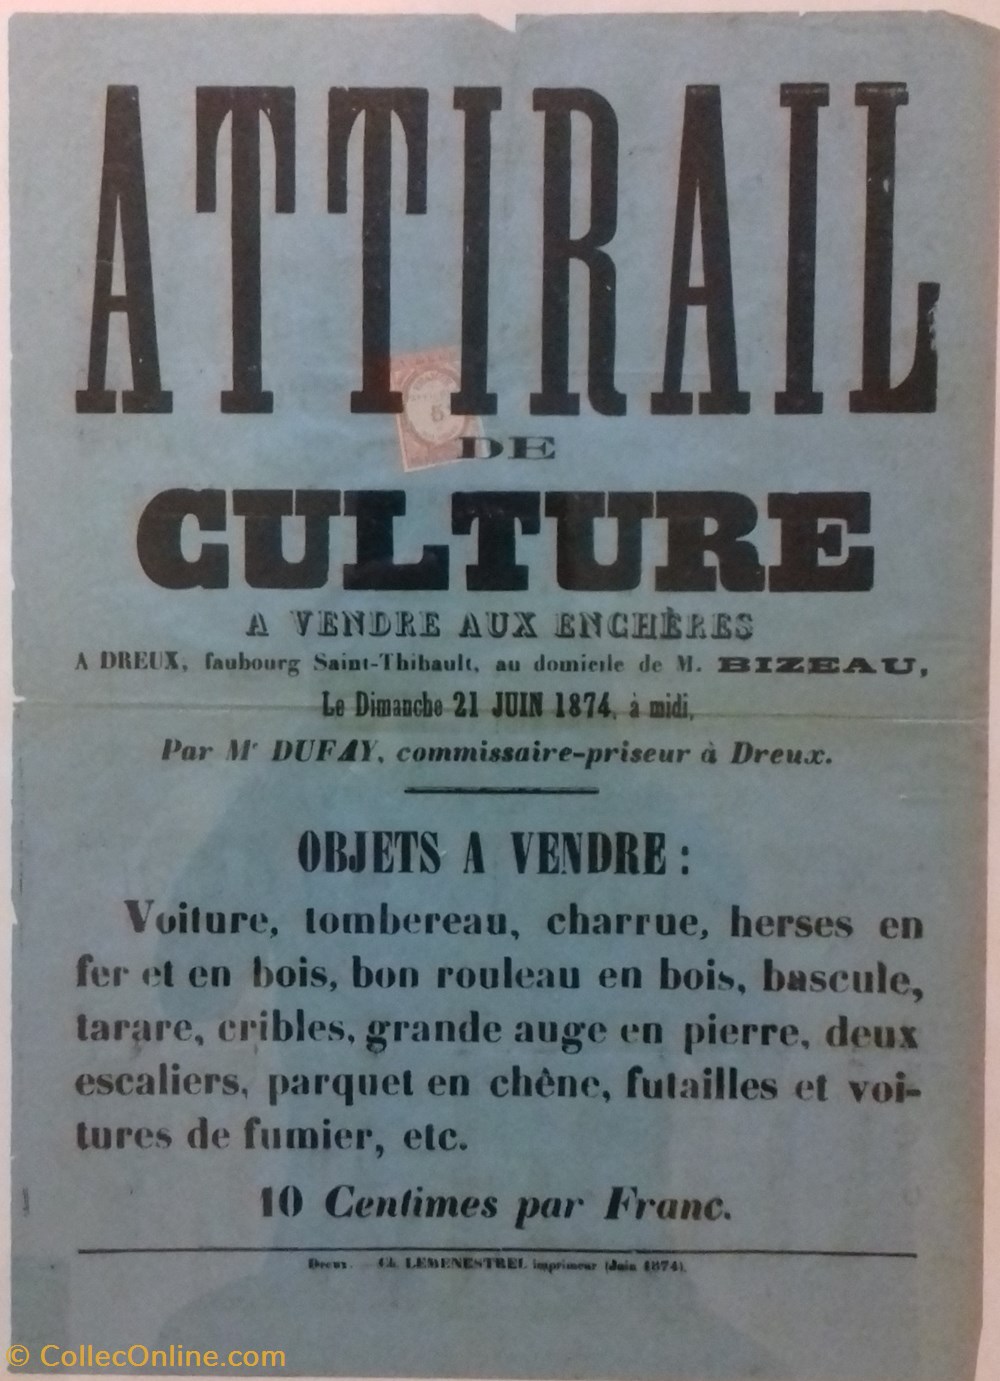 ATTIRAIL
5
DE
CULTURE
A VENDRE AUX ENCHÈRES
A DREUX, faubourg Saint-Thibault, au domicile de M. BIZEAU,
Le Dimanche 21 JUIN 1874, à midi,
Par Mr DUFAY, commissaire-priseur à Dreux.
OBJETS A VENDRE :
Voiture, tombereau, charrue, herses en
fer et en bois, bon rouleau en bois, bascule,
tarare, cribles, grande auge en pierre, deux
escaliers, parquet en chêne, futailles et voi-
tures de fumier, etc.
10 Centimes par Franc.
Dreux. Ch. LEMENESTREL imprimeur (Juin 1874).
© CollecOnline.com